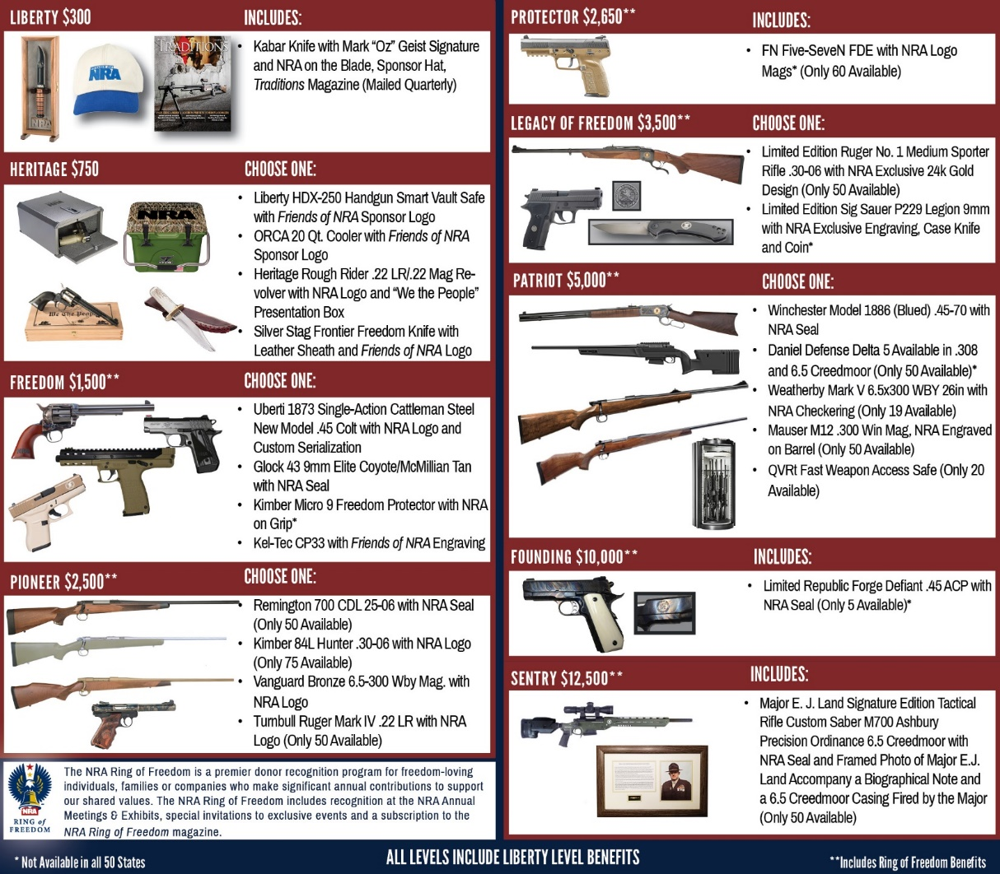 LIBERTY $300
INCLUDES:
NRA
NRA
TRADITIONS
• Kabar Knife with Mark “Oz” Geist Signature
and NRA on the Blade, Sponsor Hat,
Traditions Magazine (Mailed Quarterly)
HERITAGE $750
CHOOSE ONE:
NRA
We The People
• Liberty HDX-250 Handgun Smart Vault Safe
with Friends of NRA Sponsor Logo
• ORCA 20 Qt. Cooler with Friends of NRA
Sponsor Logo
• Heritage Rough Rider .22 LR/.22 Mag Re-
volver with NRA Logo and “We the People”
Presentation Box
• Silver Stag Frontier Freedom Knife with
Leather Sheath and Friends of NRA Logo
FREEDOM $1,500**
CHOOSE ONE:
• Uberti 1873 Single-Action Cattleman Steel
New Model .45 Colt with NRA Logo and
Custom Serialization
• Glock 43 9mm Elite Coyote/McMillian Tan
with NRA Seal
• Kimber Micro 9 Freedom Protector with NRA
on Grip*
• Kel-Tec CP33 with Friends of NRA Engraving
PIONEER $2,500**
CHOOSE ONE:
• Remington 700 CDL 25-06 with NRA Seal
(Only 50 Available)
• Kimber 84L Hunter .30-06 with NRA Logo
(Only 75 Available)
• Vanguard Bronze 6.5-300 Wby Mag. with
NRA Logo
• Turnbull Ruger Mark IV .22 LR with NRA
Logo (Only 50 Available)
NRA
RING of
FREEDOM
The NRA Ring of Freedom is a premier donor recognition program for freedom-loving
individuals, families or companies who make significant annual contributions to support
our shared values. The NRA Ring of Freedom includes recognition at the NRA Annual
Meetings & Exhibits, special invitations to exclusive events and a subscription to the
NRA Ring of Freedom magazine.
PROTECTOR $2,650**
INCLUDES:
• FN Five-SeveN FDE with NRA Logo
Mags* (Only 60 Available)
LEGACY OF FREEDOM $3,500**
CHOOSE ONE:
• Limited Edition Ruger No. 1 Medium Sporter
Rifle .30-06 with NRA Exclusive 24k Gold
Design (Only 50 Available)
• Limited Edition Sig Sauer P229 Legion 9mm
with NRA Exclusive Engraving, Case Knife
and Coin*
PATRIOT $5,000**
CHOOSE ONE:
• Winchester Model 1886 (Blued) .45-70 with
NRA Seal
• Daniel Defense Delta 5 Available in .308
and 6.5 Creedmoor (Only 50 Available)*
• Weatherby Mark V 6.5x300 WBY 26in with
NRA Checkering (Only 19 Available)
• Mauser M12 .300 Win Mag, NRA Engraved
on Barrel (Only 50 Available)
• QVRt Fast Weapon Access Safe (Only 20
Available)
FOUNDING $10,000**
INCLUDES:
• Limited Republic Forge Defiant .45 ACP with
NRA Seal (Only 5 Available)*
SENTRY $12,500**
INCLUDES:
• Major E. J. Land Signature Edition Tactical
Rifle Custom Saber M700 Ashbury
Precision Ordinance 6.5 Creedmoor with
NRA Seal and Framed Photo of Major E.J.
Land Accompany a Biographical Note and
a 6.5 Creedmoor Casing Fired by the Major
(Only 50 Available)
* Not Available in all 50 States
ALL LEVELS INCLUDE LIBERTY LEVEL BENEFITS
**Includes Ring of Freedom Benefits